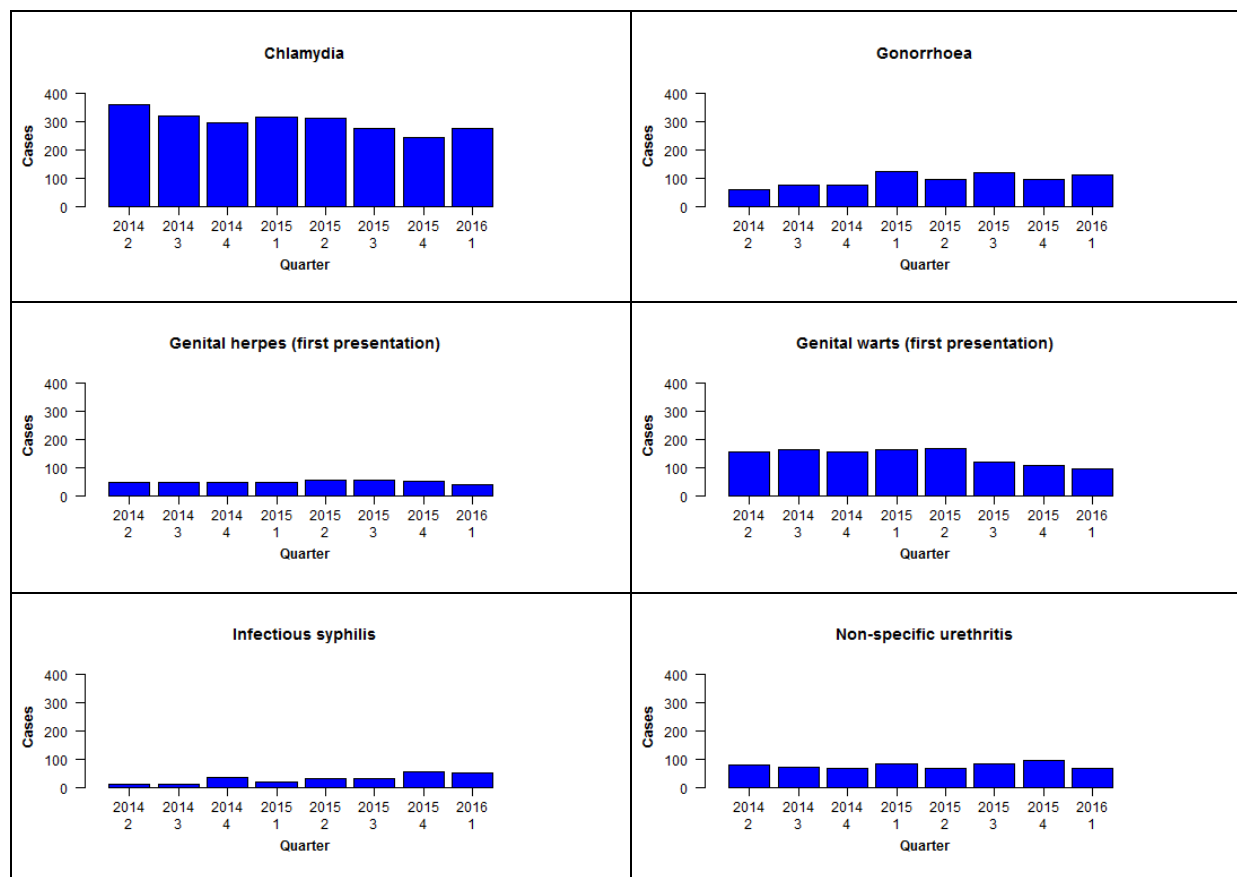 Chlamydia
400
300
200
100
0
Cases
2014 2014 2014 2015 2015 2015 2015 2016
2 3 4 1 2 3 4 1
Quarter
Gonorrhoea
400
300
200
100
0
Cases
2014 2014 2014 2015 2015 2015 2015 2016
2 3 4 1 2 3 4 1
Quarter
Genital herpes (first presentation)
400
300
200
100
0
Cases
2014 2014 2014 2015 2015 2015 2015 2016
2 3 4 1 2 3 4 1
Quarter
Genital warts (first presentation)
400
300
200
100
0
Cases
2014 2014 2014 2015 2015 2015 2015 2016
2 3 4 1 2 3 4 1
Quarter
Infectious syphilis
400
300
200
100
0
Cases
2014 2014 2014 2015 2015 2015 2015 2016
2 3 4 1 2 3 4 1
Quarter
Non-specific urethritis
400
300
200
100
0
Cases
2014 2014 2014 2015 2015 2015 2015 2016
2 3 4 1 2 3 4 1
Quarter